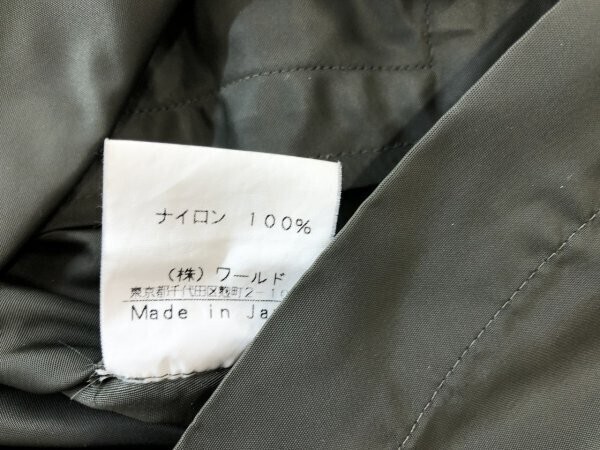 ナイロン 100%
(株) ワールド
東京都千代田区麹町2-1
Made in Ja